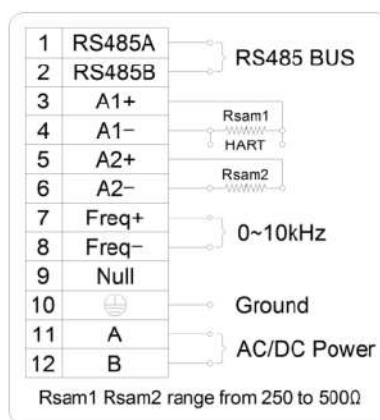 1 RS485A
2 RS485B
RS485 BUS
3 A1+
4 A1−
Rsam1
HART
5 A2+
6 A2−
Rsam2
7 Freq+
8 Freq−
0~10kHz
9 Null
10
Ground
11 A
12 B
AC/DC Power
Rsam1 Rsam2 range from 250 to 500Ω